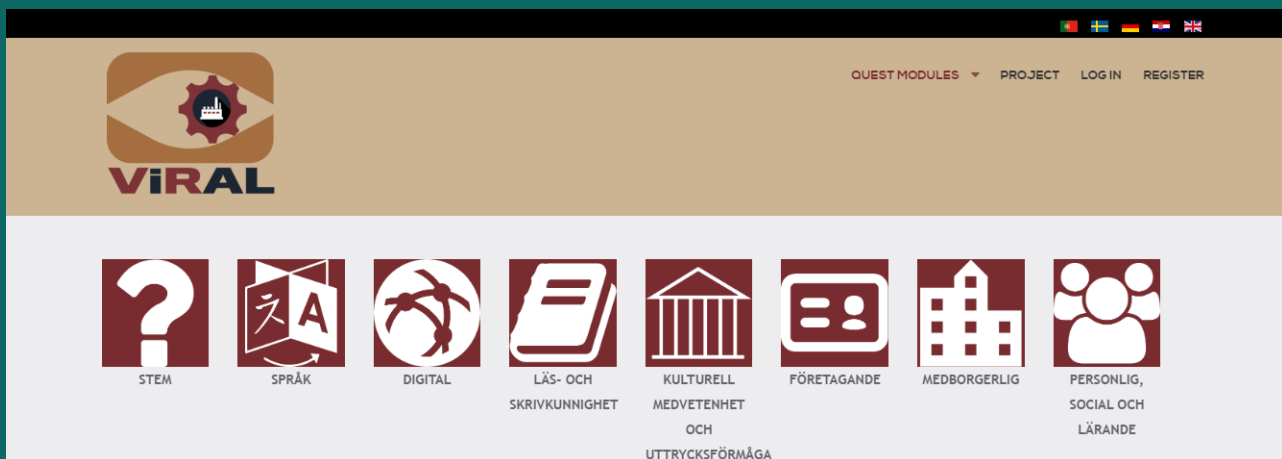 QUEST MODULES PROJECT LOG IN REGISTER
ViRAL
STEM
SPRÅK
DIGITAL
LÄS- OCH
SKRIVKUNNIGHET
KULTURELL
MEDVETENHET
OCH
UTTRYCKSFÖRMÅGA
FÖRETAGANDE
MEDBORGERLIG
PERSONLIG,
SOCIAL OCH
LÄRANDE